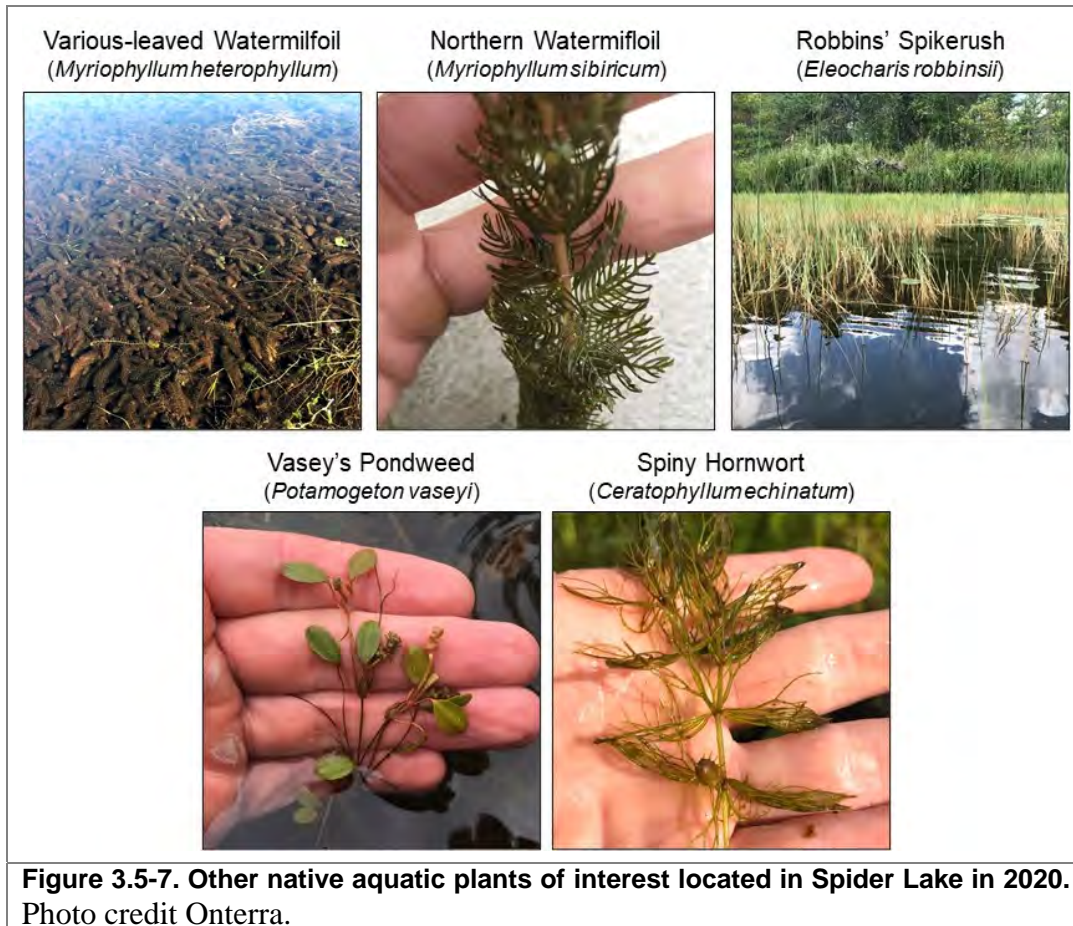 Various-leaved Watermilfoil
(Myriophyllum heterophyllum)
Northern Watermifloil
(Myriophyllum sibiricum)
Robbins' Spikerush
(Eleocharis robbinsii)
Vasey's Pondweed
(Potamogeton vaseyi)
Spiny Hornwort
(Ceratophyllum echinatum)
Figure 3.5-7. Other native aquatic plants of interest located in Spider Lake in 2020.
Photo credit Onterra.